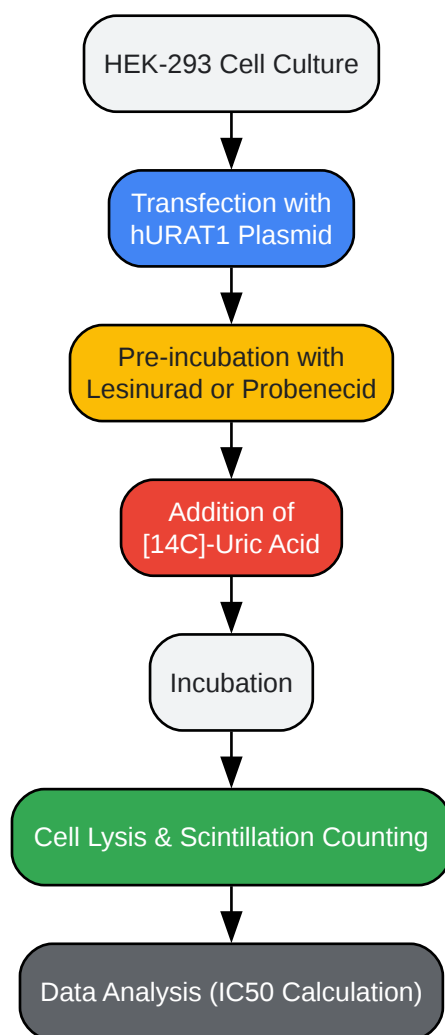 HEK-293 Cell Culture
Transfection with
hURAT1 Plasmid
Pre-incubation with
Lesinurad or Probenecid
Addition of
[14C]-Uric Acid
Incubation
Cell Lysis & Scintillation Counting
Data Analysis (IC50 Calculation)